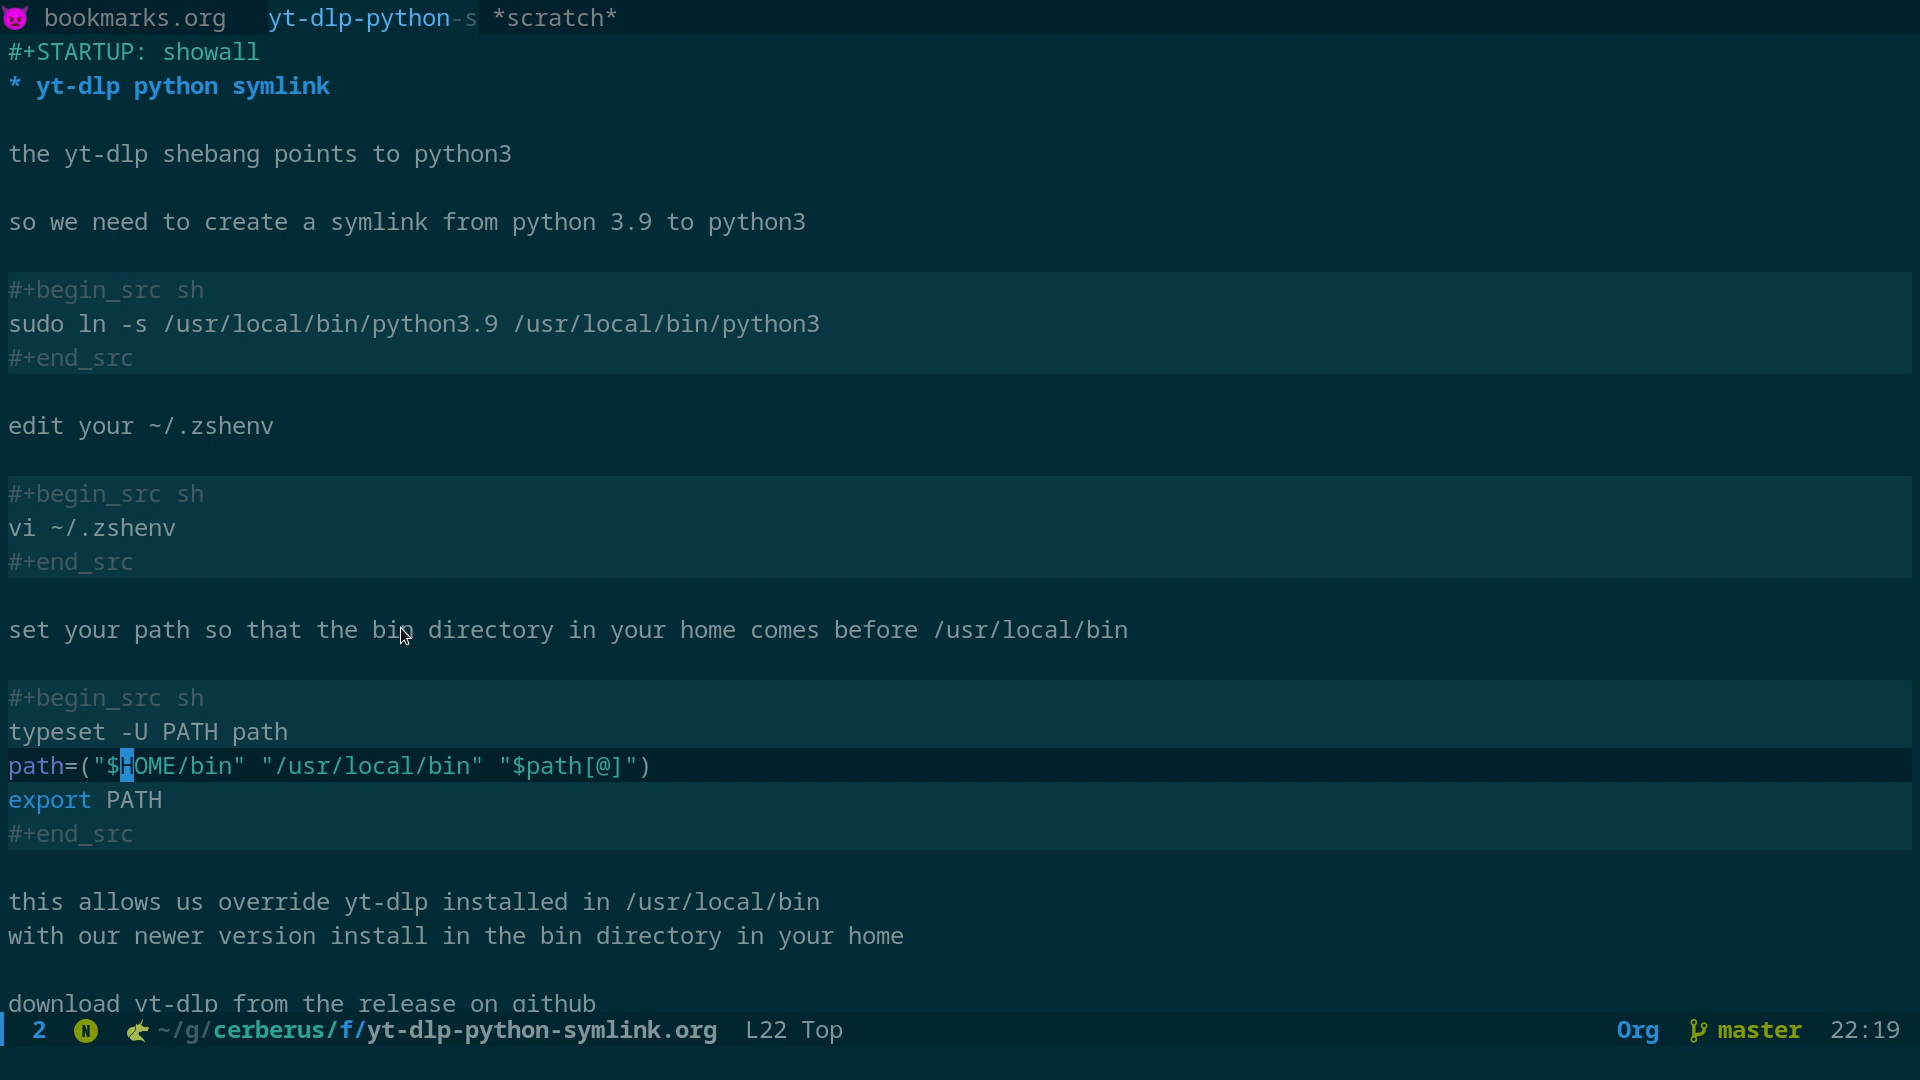 bookmarks.org yt-dlp-python-s *scratch*
#+STARTUP: showall
* yt-dlp python symlink
the yt-dlp shebang points to python3
so we need to create a symlink from python 3.9 to python3
#+begin_src sh
sudo ln -s /usr/local/bin/python3.9 /usr/local/bin/python3
#+end_src
edit your ~/.zshenv
#+begin_src sh
vi ~/.zshenv
#+end_src
set your path so that the bin directory in your home comes before /usr/local/bin
#+begin_src sh
typeset -U PATH path
path=("$HOME/bin" "/usr/local/bin" "$path[@]")
export PATH
#+end_src
this allows us override yt-dlp installed in /usr/local/bin
with our newer version install in the bin directory in your home
download yt-dlp from the release on github
2 N ~/g/cerberus/f/yt-dlp-python-symlink.org L22 Top Org master 22:19